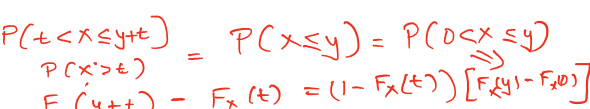 P(t<x≤y+t) = P(x≤y) = P(0<x≤y)
P(x>t)
F (y+t) - Fx(t) = (1-Fx(t)) [Fx(y) - Fx(0)]